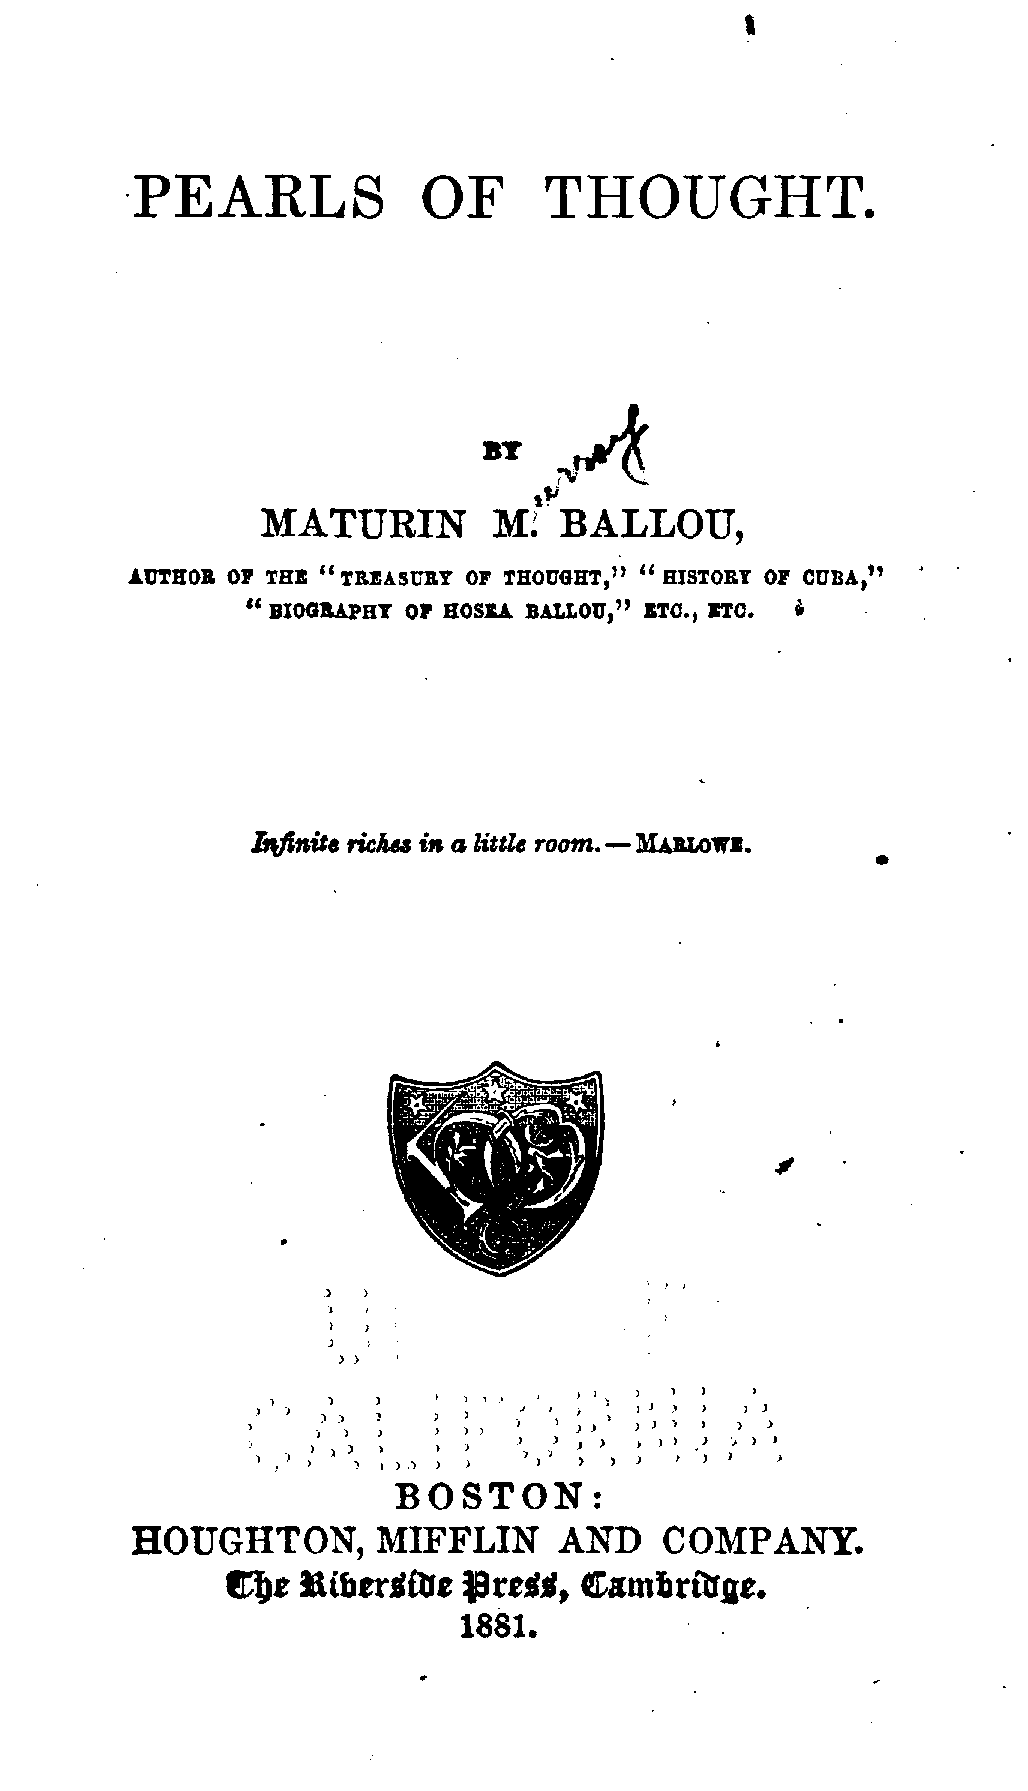 PEARLS OF THOUGHT.
BY
MATURIN M. BALLOU,
AUTHOR OF THE “TREASURY OF THOUGHT,” “HISTORY OF CUBA,”
“BIOGRAPHY OF HOSEA BALLOU,” ETC., ETC.
Infinite riches in a little room. — MARLOWE.
CALIFORNIA
BOSTON:
HOUGHTON, MIFFLIN AND COMPANY.
The Riverside Press, Cambridge.
1881.